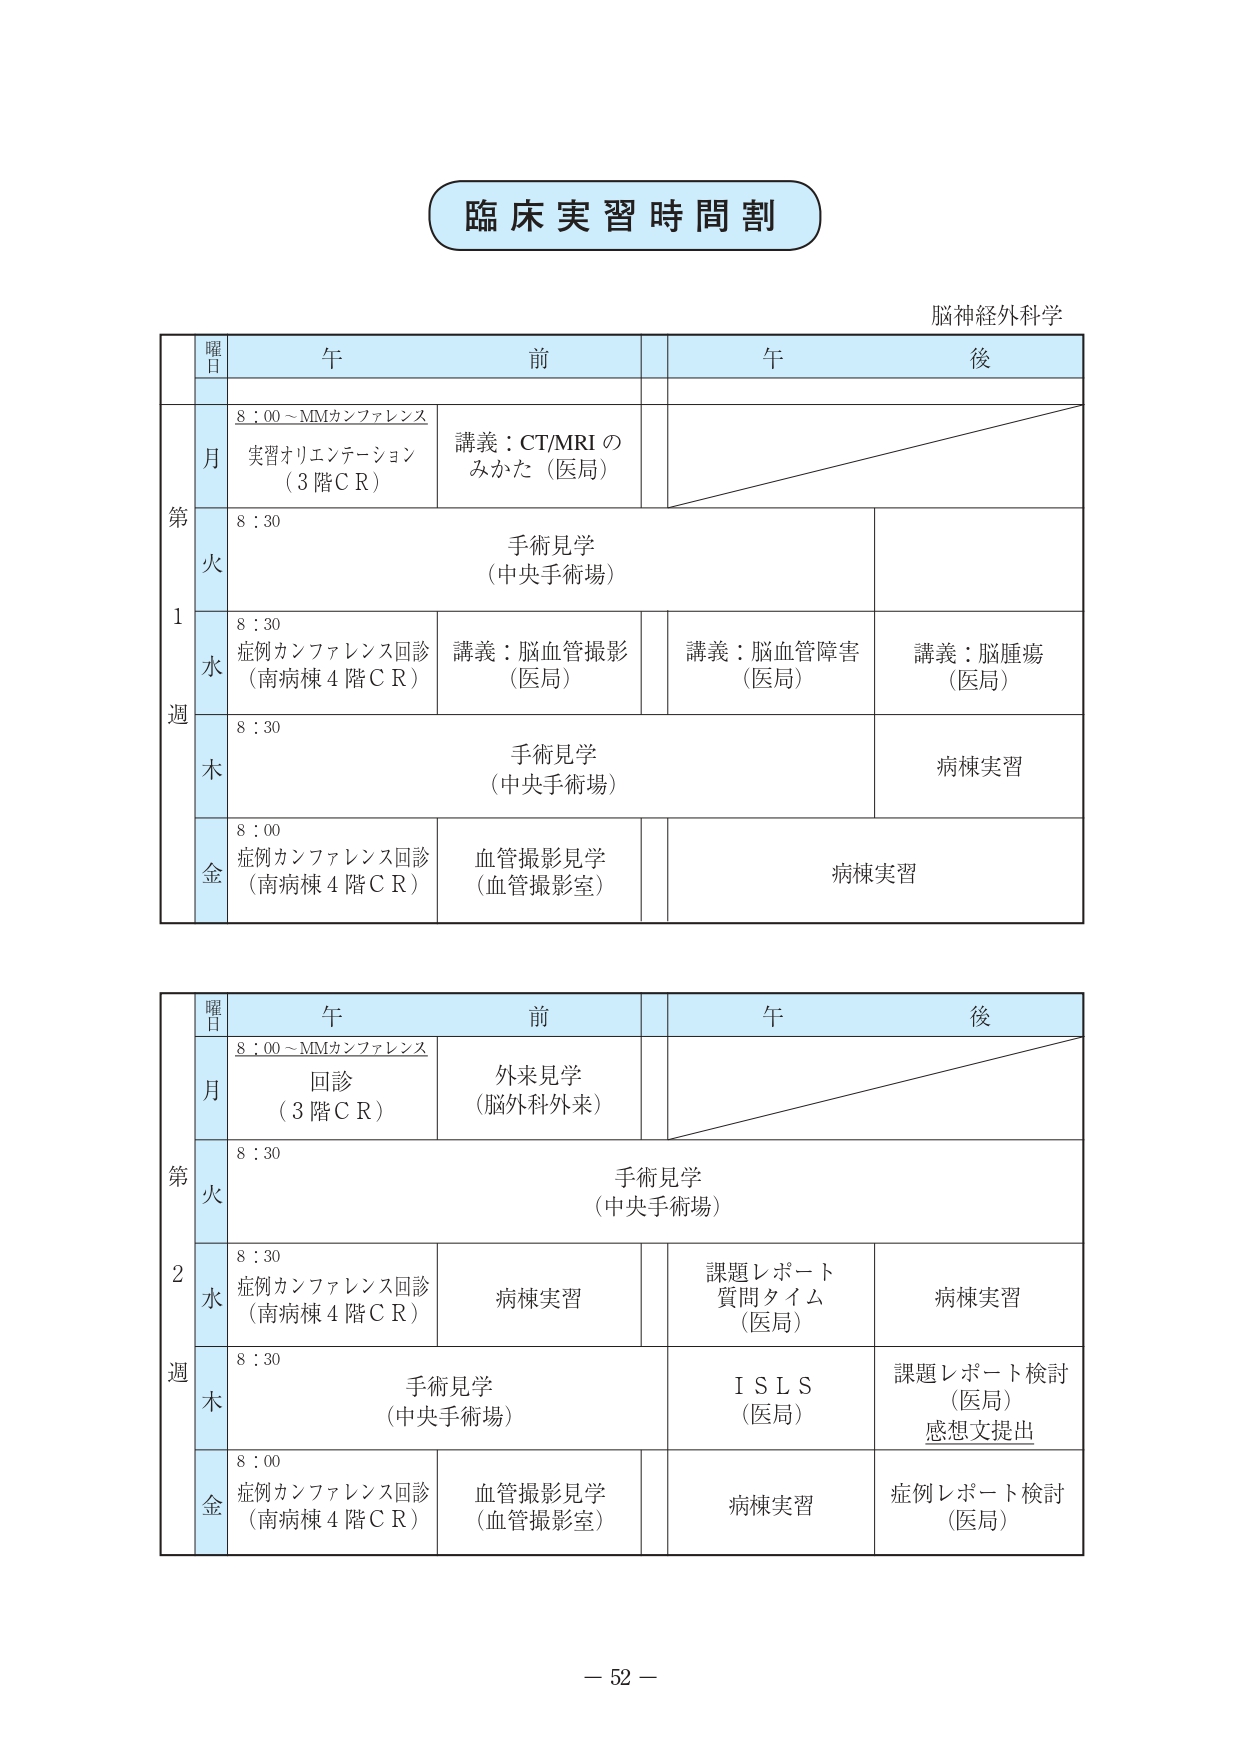 臨床実習時間割
脳神経外科学
曜日 午 前 午 後
第1週
月
8：00～MMカンファレンス
実習オリエンテーション
（3階CR）
講義：CT/MRIの
みかた（医局）
火
8：30
手術見学
（中央手術場）
水
8：30
症例カンファレンス回診
（南病棟4階CR）
講義：脳血管撮影
（医局）
講義：脳血管障害
（医局）
講義：脳腫瘍
（医局）
木
8：30
手術見学
（中央手術場）
病棟実習
金
8：00
症例カンファレンス回診
（南病棟4階CR）
血管撮影見学
（血管撮影室）
病棟実習
曜日 午 前 午 後
第2週
月
8：00～MMカンファレンス
回診
（3階CR）
外来見学
（脳外科外来）
火
8：30
手術見学
（中央手術場）
水
8：30
症例カンファレンス回診
（南病棟4階CR）
病棟実習
課題レポート
質問タイム
（医局）
病棟実習
木
8：30
手術見学
（中央手術場）
ISLS
（医局）
課題レポート検討
（医局）
感想文提出
金
8：00
症例カンファレンス回診
（南病棟4階CR）
血管撮影見学
（血管撮影室）
病棟実習
症例レポート検討
（医局）
― 52 ―